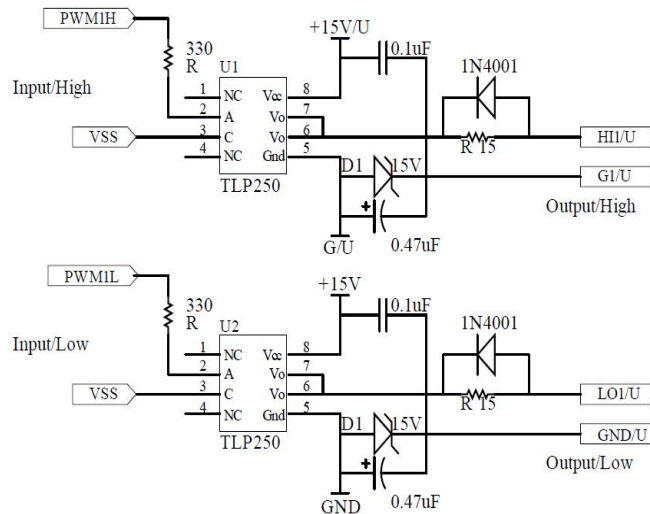 PWM1H
+15V/U
0.1uF
330
R
U1
1N4001
Input/High
1 NC Vcc 8
2 A Vo 7
VSS 3 C Vo 6
4 NC Gnd 5
R 15
HI1/U
TLP250
D1 15V
G1/U
+
Output/High
G/U
0.47uF
PWM1L
+15V
0.1uF
330
R
U2
1N4001
Input/Low
1 NC Vcc 8
2 A Vo 7
VSS 3 C Vo 6
4 NC Gnd 5
R 15
LO1/U
TLP250
D1 15V
GND/U
+
Output/Low
GND
0.47uF